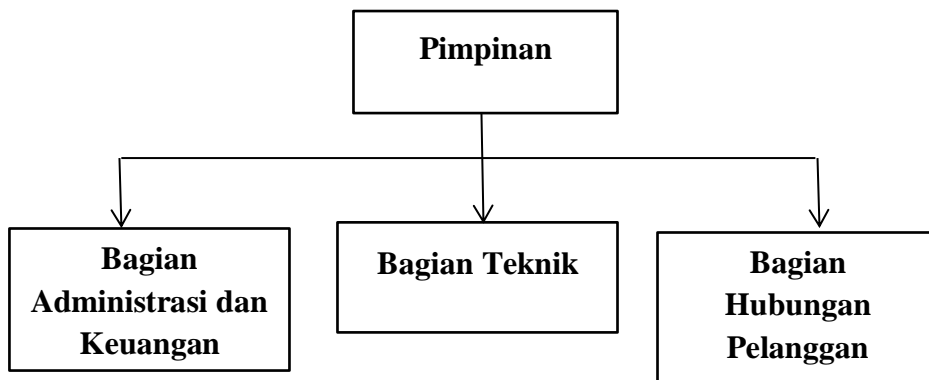 Pimpinan
Bagian
Administrasi dan
Keuangan
Bagian Teknik
Bagian
Hubungan
Pelanggan